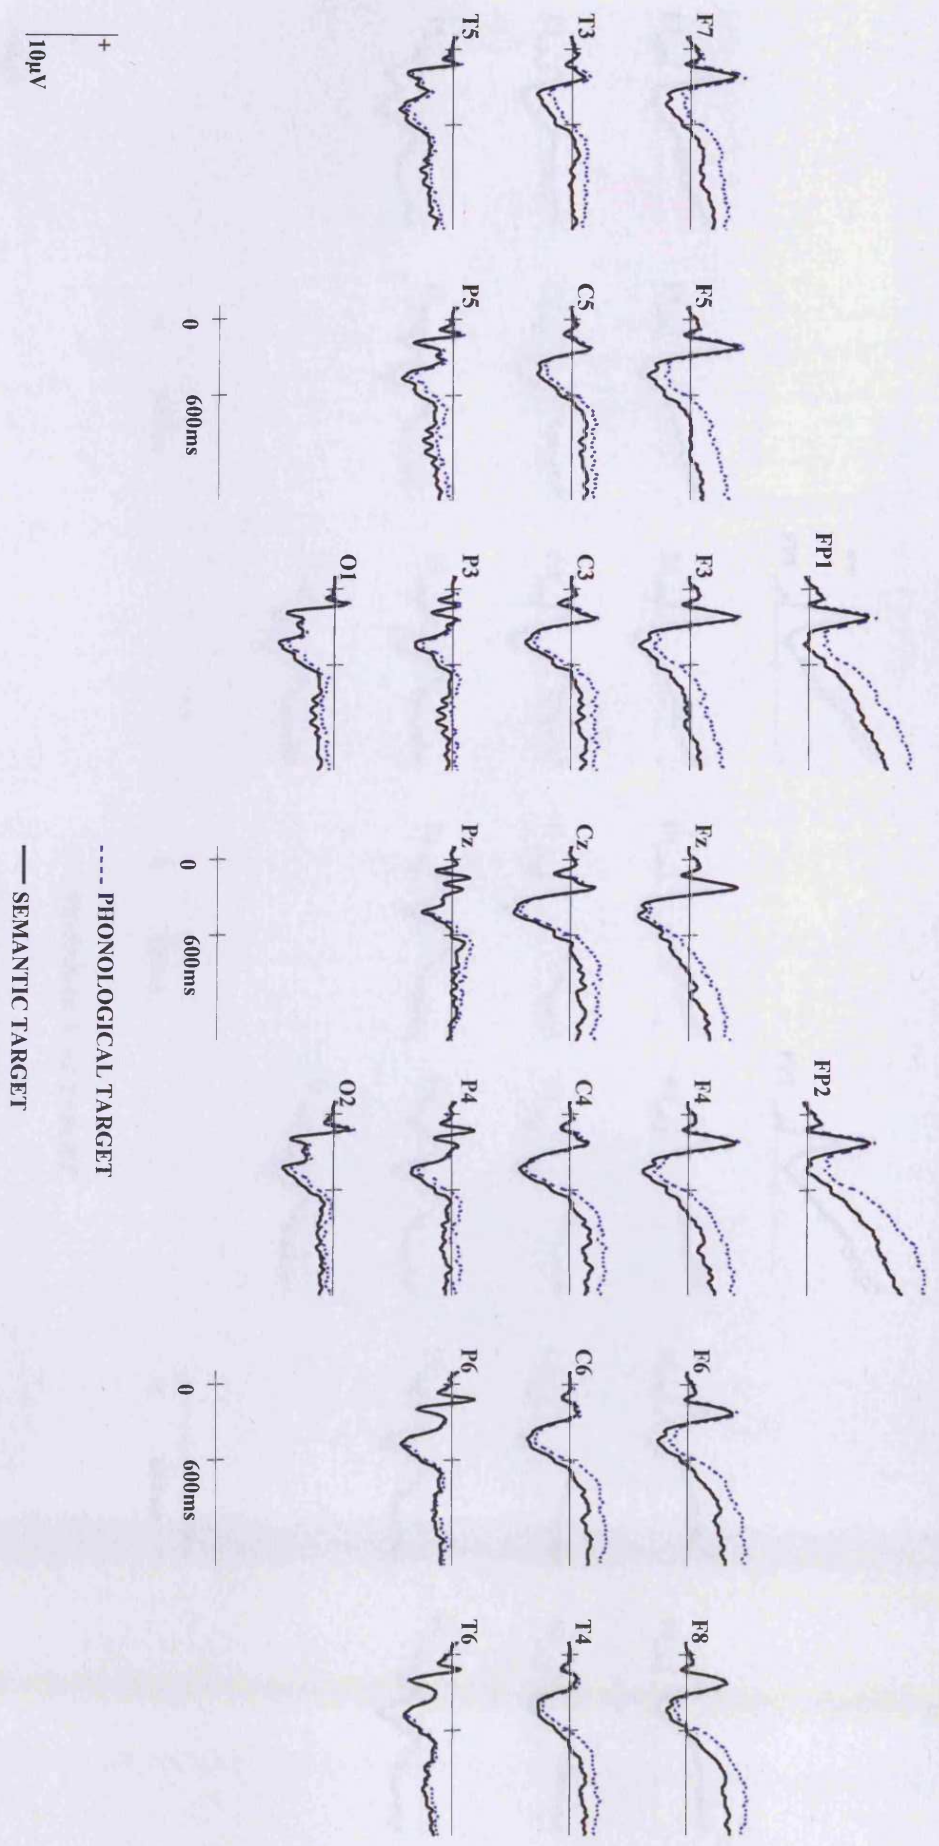 FP1 FP2
F7 F5 F3 Fz F4 F6 F8
T3 C5 C3 Cz C4 C6 T4
T5 P5 P3 Pz P4 P6 T6
O1 O2
0 600ms 0 600ms 0 600ms
+
10µV
PHONOLOGICAL TARGET
SEMANTIC TARGET